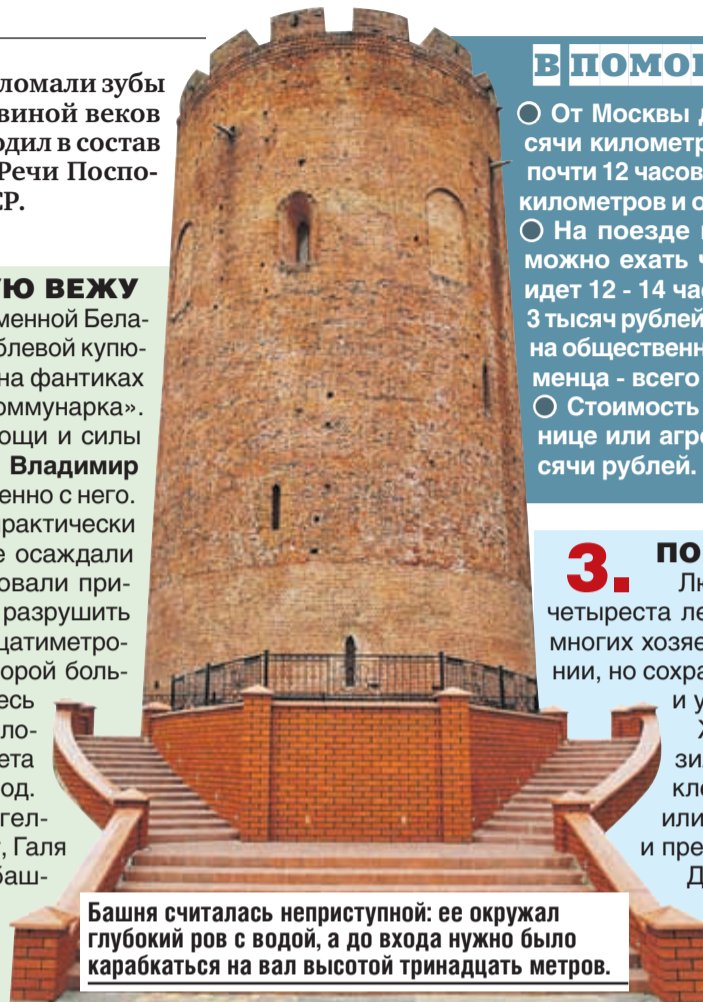 ломали зубы
виной веков
одил в состав
Речи Поспо-
СР.
Ю ВЕЖУ
менной Бела-
блевой купю-
на фантиках
оммунарка».
ощи и силы
Владимир
енно с него.
рактически
е осаждали
овали при-
разрушить
цатиметро-
орой боль-
есь
ло-
ета
од.
гел-
, Галя
баш-
Башня считалась неприступной: ее окружал
глубокий ров с водой, а до входа нужно было
карабкаться на вал высотой тринадцать метров.
В ПОМО
От Москвы д
сячи километр
почти 12 часов
километров и о
На поезде
можно ехать ч
идет 12 - 14 час
3 тысяч рублей
на общественн
менца - всего
Стоимость
нице или агро
сячи рублей.
3. ПО
Лю
четыреста ле
многих хозяе
нии, но сохра
и у
зил
кле
или
и пре
Д